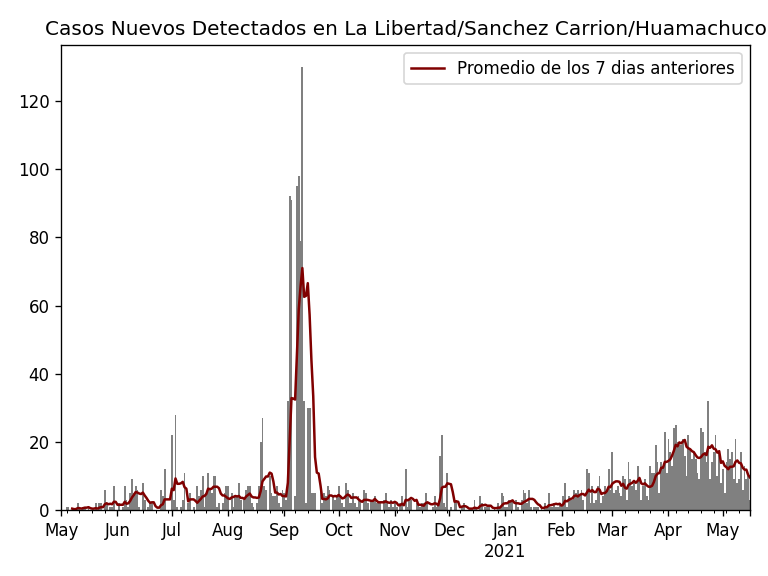 Casos Nuevos Detectados en La Libertad/Sanchez Carrion/Huamachuco
Promedio de los 7 dias anteriores
120
100
80
60
40
20
0
May Jun Jul Aug Sep Oct Nov Dec Jan Feb Mar Apr May
2021